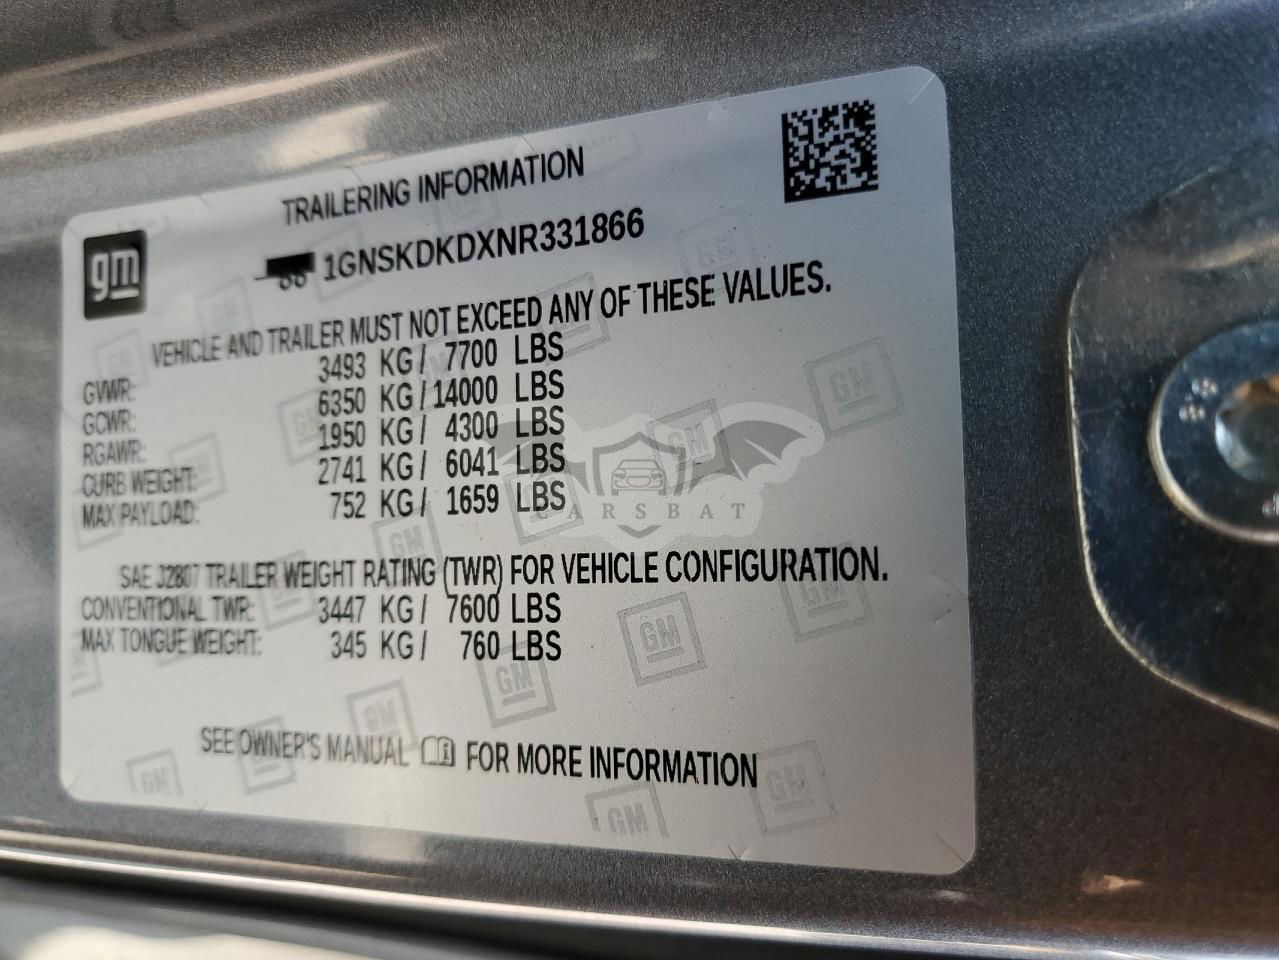 gm
TRAILERING INFORMATION
1GNSKDKDXNR331866
VEHICLE AND TRAILER MUST NOT EXCEED ANY OF THESE VALUES.
GVWR: 3493 KG/ 7700 LBS
GCWR: 6350 KG/14000 LBS
RGAWR: 1950 KG/ 4300 LBS
CURB WEIGHT: 2741 KG/ 6041 LBS
MAX PAYLOAD: 752 KG/ 1659 LBS
CARSBAT
SAE J2807 TRAILER WEIGHT RATING (TWR) FOR VEHICLE CONFIGURATION.
CONVENTIONAL TWR: 3447 KG/ 7600 LBS
MAX TONGUE WEIGHT: 345 KG/ 760 LBS
SEE OWNER'S MANUAL FOR MORE INFORMATION